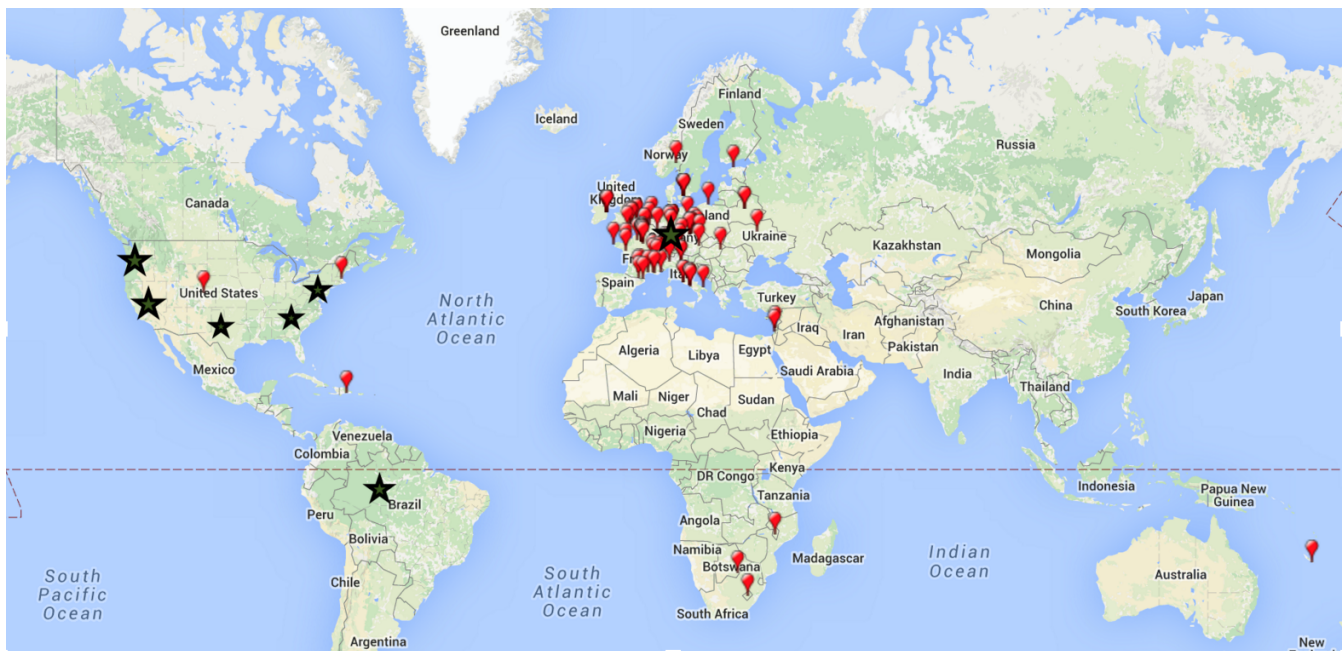 Greenland
Iceland
Finland
Sweden
Norway
Russia
United
Kingdom
Canada
Ukraine
Kazakhstan
Mongolia
United States
Spain
Turkey
China
Japan
South Korea
North
Atlantic
Ocean
Iraq
Iran
Afghanistan
Pakistan
Algeria
Libya
Egypt
Saudi Arabia
India
Thailand
Mexico
Mali
Niger
Chad
Sudan
Nigeria
Ethiopia
Venezuela
Colombia
DR Congo
Kenya
Tanzania
Indonesia
Papua New
Guinea
Peru
Brazil
Bolivia
Angola
Namibia
Botswana
Madagascar
Indian
Ocean
Australia
South
Pacific
Ocean
Chile
South
Atlantic
Ocean
South Africa
Argentina
New